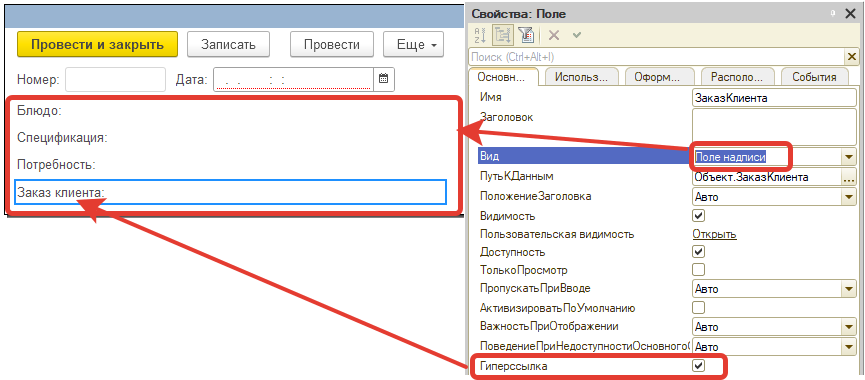 Провести и закрыть Записать Провести Еще
Номер: Дата: . . : :
Блюдо:
Спецификация:
Потребность:
Заказ клиента:
Свойства: Поле
Поиск (Ctrl+Alt+I)
Основн... Использ... Оформ... Располо... События
Имя ЗаказКлиента
Заголовок
Вид Поле надписи
ПутьКДанным Объект.ЗаказКлиента ...
ПоложениеЗаголовка Авто
Видимость
Пользовательская видимость Открыть
Доступность
ТолькоПросмотр
ПропускатьПриВводе Авто
АктивизироватьПоУмолчанию
ВажностьПриОтображении Авто
ПоведениеПриНедоступностиОсновного Авто
Гиперссылка